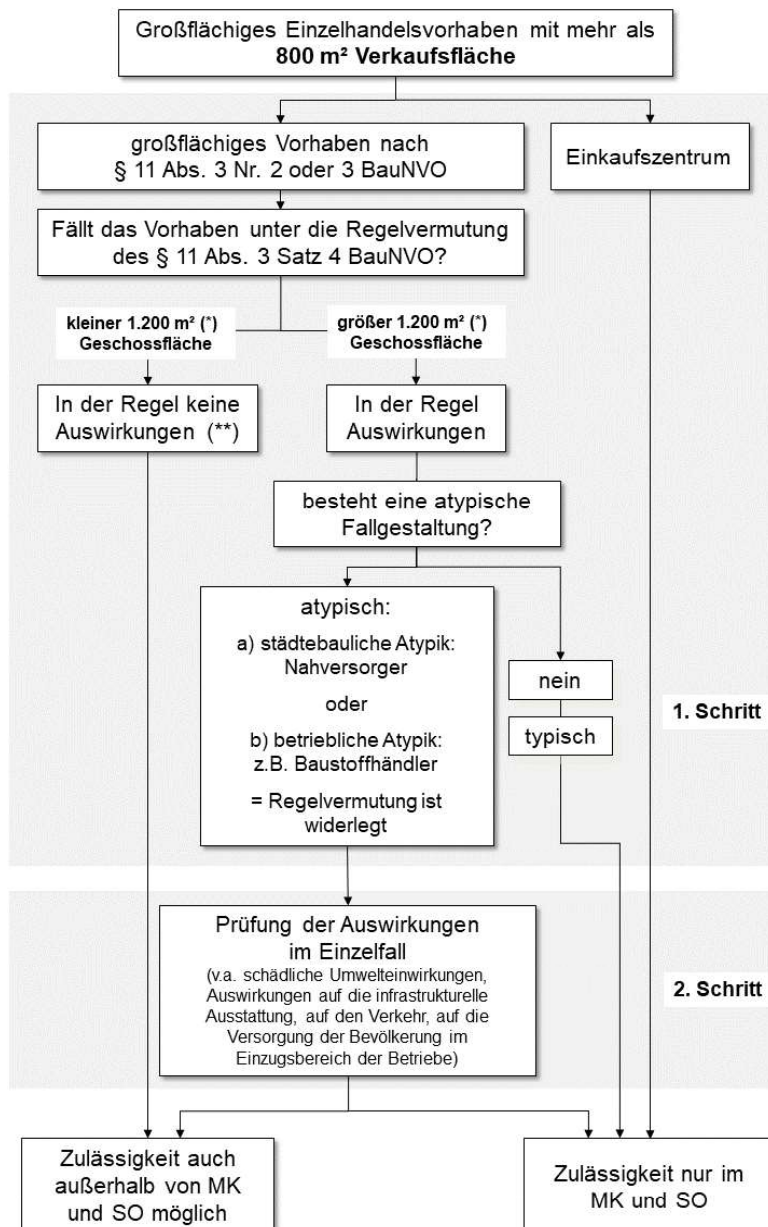 Großflächiges Einzelhandelsvorhaben mit mehr als
800 m² Verkaufsfläche
großflächiges Vorhaben nach
§ 11 Abs. 3 Nr. 2 oder 3 BauNVO
Einkaufszentrum
Fällt das Vorhaben unter die Regelvermutung
des § 11 Abs. 3 Satz 4 BauNVO?
kleiner 1.200 m² (*)
Geschossfläche
größer 1.200 m² (*)
Geschossfläche
In der Regel keine
Auswirkungen (**)
In der Regel
Auswirkungen
besteht eine atypische
Fallgestaltung?
atypisch:
a) städtebauliche Atypik:
Nahversorger
oder
b) betriebliche Atypik:
z.B. Baustoffhändler
= Regelvermutung ist
widerlegt
nein
typisch
1. Schritt
Prüfung der Auswirkungen
im Einzelfall
(v.a. schädliche Umwelteinwirkungen,
Auswirkungen auf die infrastrukturelle
Ausstattung, auf den Verkehr, auf die
Versorgung der Bevölkerung im
Einzugsbereich der Betriebe)
2. Schritt
Zulässigkeit auch
außerhalb von MK
und SO möglich
Zulässigkeit nur im
MK und SO